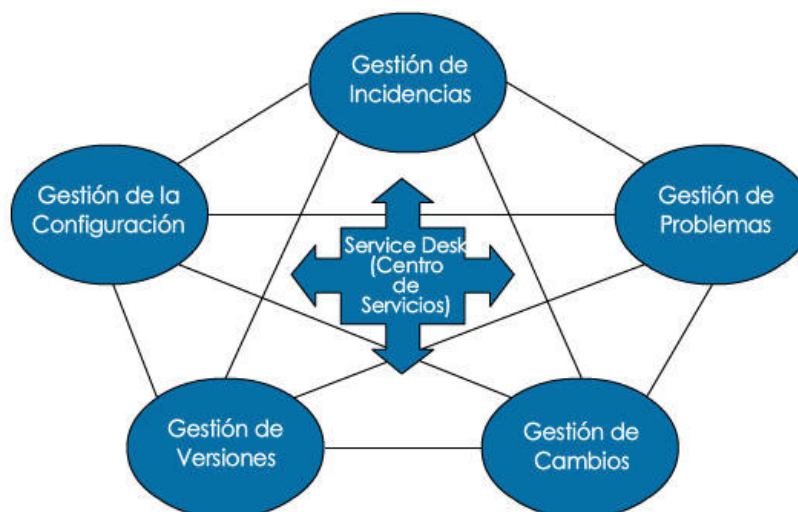 Gestión de
Incidencias
Gestión de la
Configuración
Gestión de
Problemas
Service Desk
(Centro
de
Servicios)
Gestión de
Versiones
Gestión de
Cambios